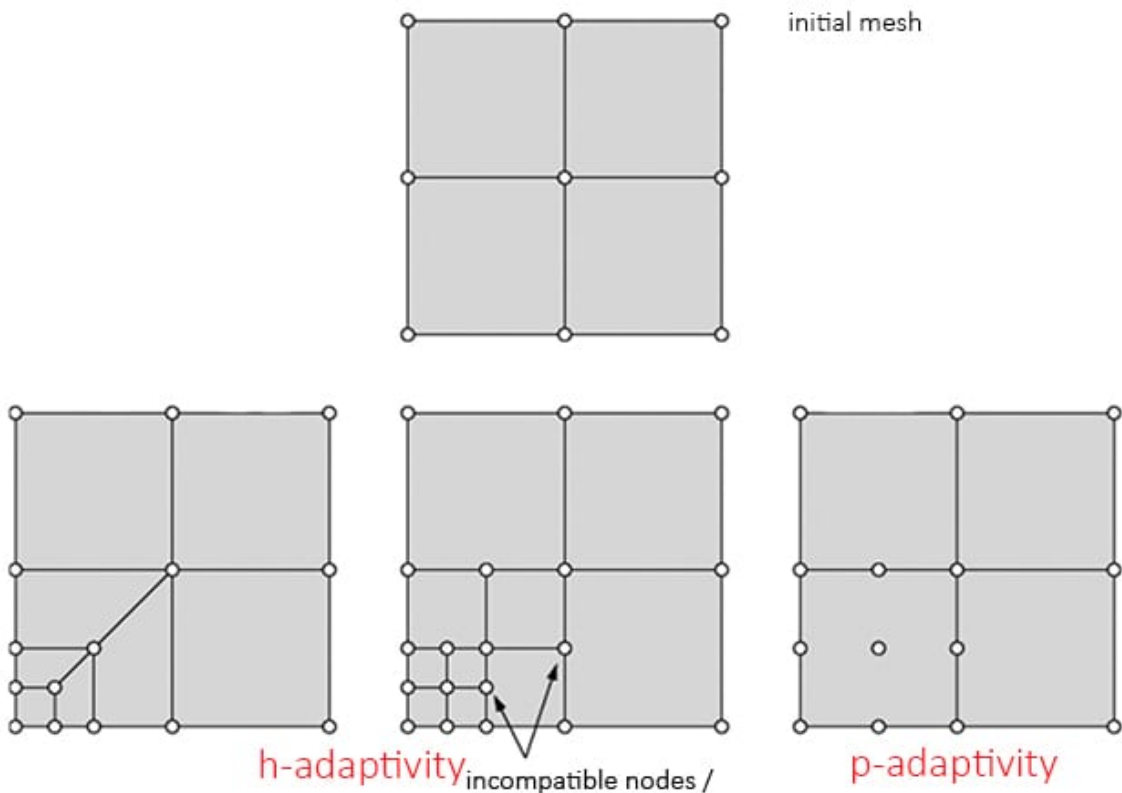 initial mesh
h-adaptivity
incompatible nodes /
p-adaptivity